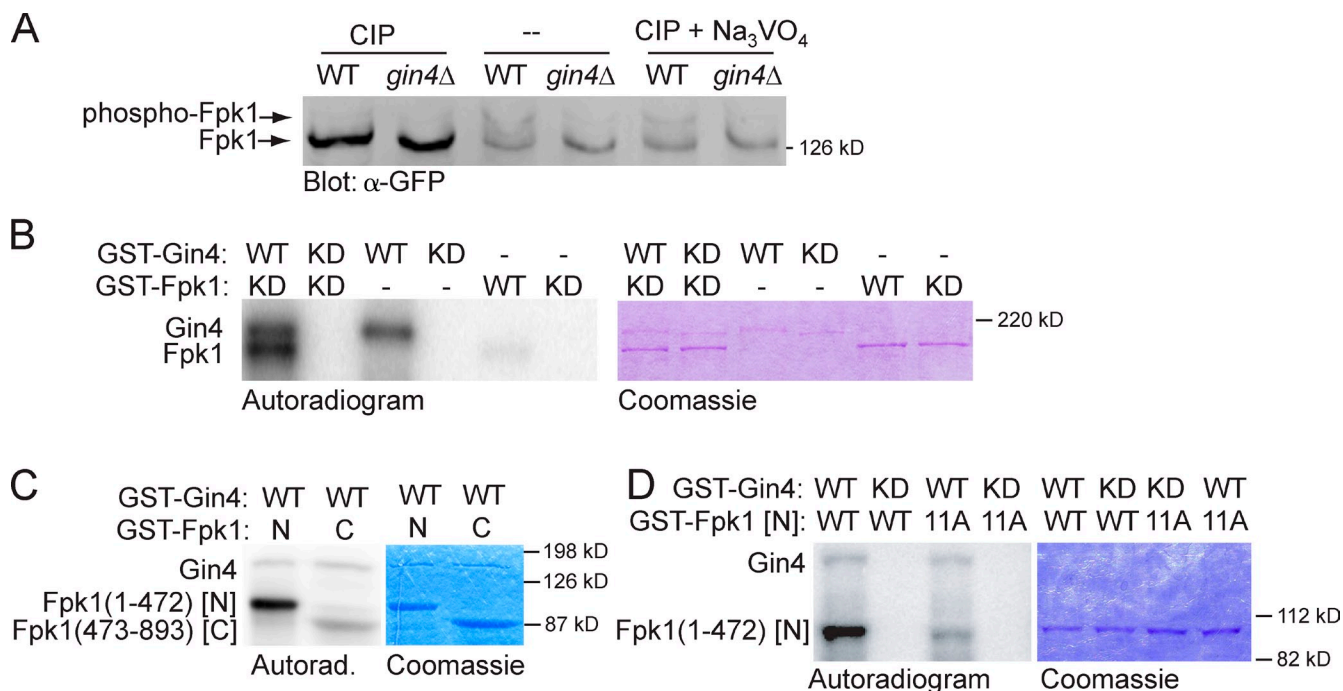 A
CIP -- CIP + Na₃VO₄
WT gin4Δ WT gin4Δ WT gin4Δ
phospho-Fpk1
Fpk1
- 126 kD
Blot: α-GFP
B
GST-Gin4: WT KD WT KD - - WT KD WT KD - -
GST-Fpk1: KD KD - - WT KD KD KD - - WT KD
Gin4
Fpk1
220 kD
Autoradiogram Coomassie
C
GST-Gin4: WT WT WT WT
GST-Fpk1: N C N C
Gin4
Fpk1(1-472) [N]
Fpk1(473-893) [C]
198 kD
126 kD
87 kD
Autorad. Coomassie
D
GST-Gin4: WT KD WT KD WT KD KD WT
GST-Fpk1 [N]: WT WT 11A 11A WT WT 11A 11A
Gin4
Fpk1(1-472) [N]
112 kD
82 kD
Autoradiogram Coomassie